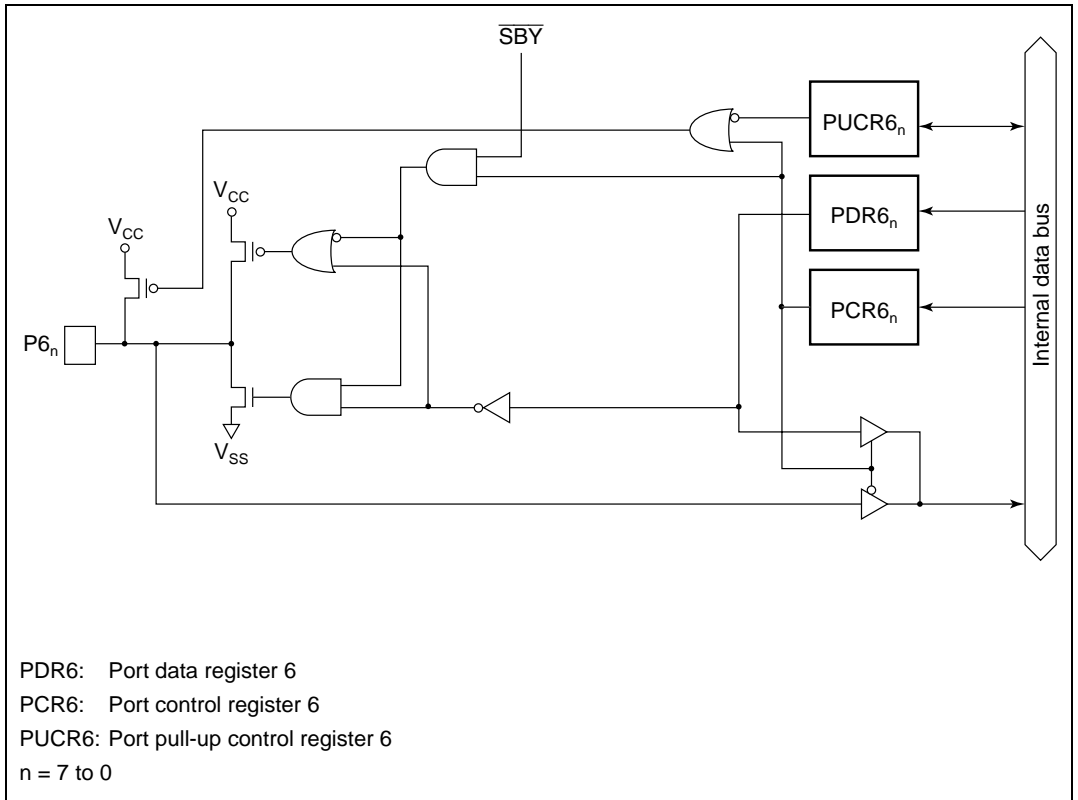 SBY
PUCR6n
VCC
PDR6n
VCC
PCR6n
P6n
VSS
Internal data bus
PDR6: Port data register 6
PCR6: Port control register 6
PUCR6: Port pull-up control register 6
n = 7 to 0